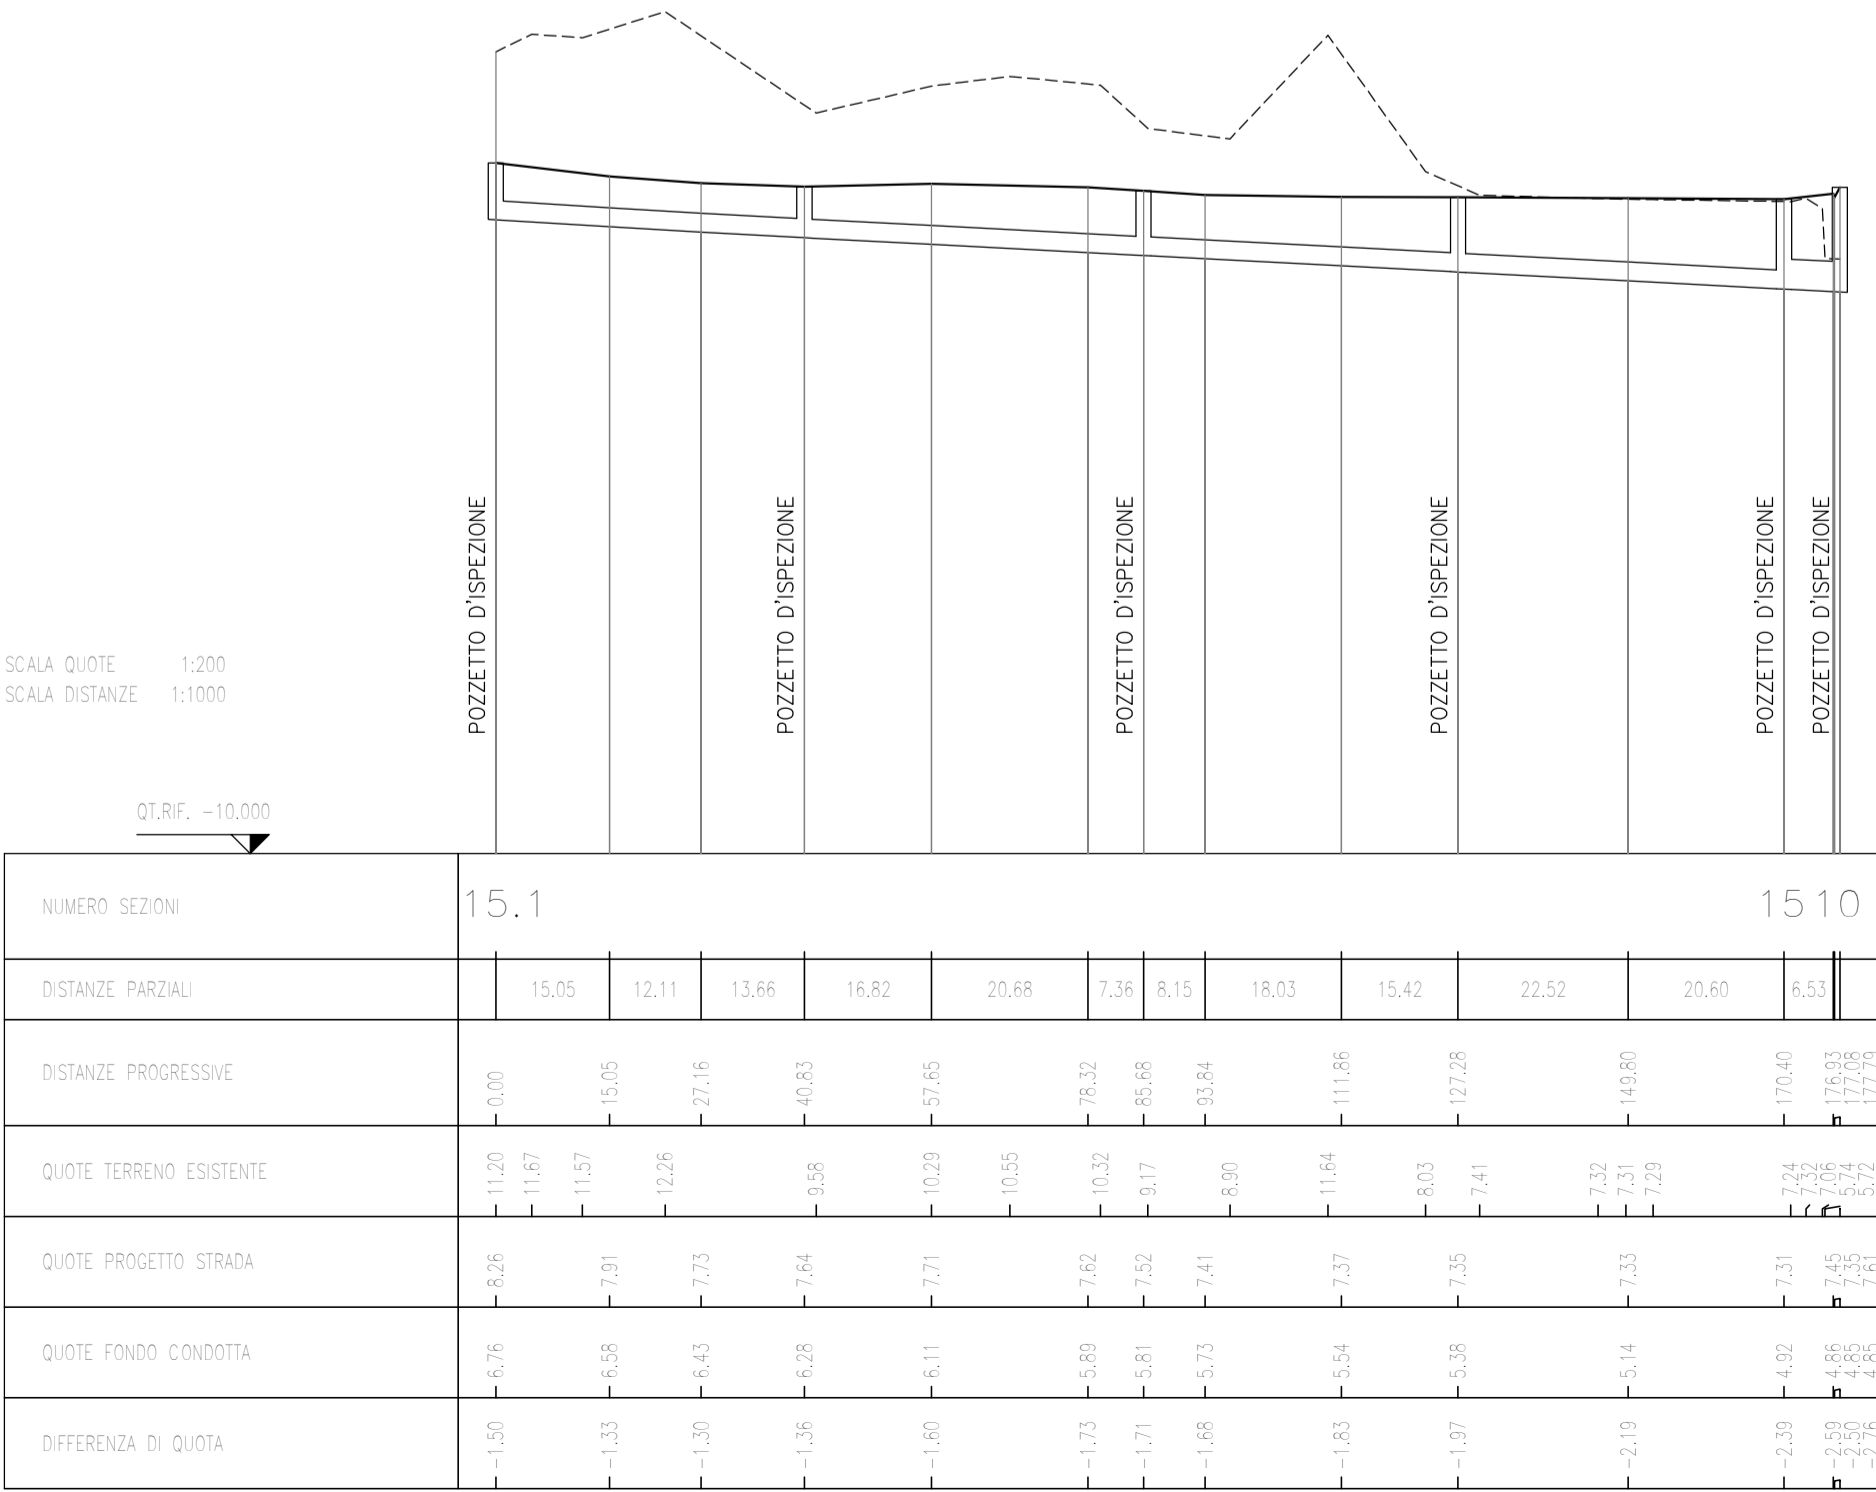 POZZETTO D'ISPEZIONE
POZZETTO D'ISPEZIONE
POZZETTO D'ISPEZIONE
POZZETTO D'ISPEZIONE
POZZETTO D'ISPEZIONE
POZZETTO D'ISPEZIONE
SCALA QUOTE 1:200
SCALA DISTANZE 1:1000
QT.RIF. -10.000
NUMERO SEZIONI 15.1 15 10
DISTANZE PARZIALI 15.05 12.11 13.66 16.82 20.68 7.36 8.15 18.03 15.42 22.52 20.60 6.53
DISTANZE PROGRESSIVE 0.00 15.05 27.16 40.83 57.65 78.32 85.68 93.84 111.86 127.28 149.80 170.40 176.93 177.08 177.79
QUOTE TERRENO ESISTENTE 11.20 11.67 11.57 12.26 9.58 10.29 10.55 10.32 9.17 8.90 11.64 8.03 7.41 7.32 7.31 7.29 7.24 7.32 7.06 5.74 5.72
QUOTE PROGETTO STRADA 8.26 7.91 7.73 7.64 7.71 7.62 7.52 7.41 7.37 7.35 7.33 7.31 7.45 7.35 7.61
QUOTE FONDO CONDOTTA 6.76 6.58 6.43 6.28 6.11 5.89 5.81 5.73 5.54 5.38 5.14 4.92 4.86 4.85 4.85
DIFFERENZA DI QUOTA -1.50 -1.33 -1.30 -1.36 -1.60 -1.73 -1.71 -1.68 -1.83 -1.97 -2.19 -2.39 -2.59 -2.50 -2.76